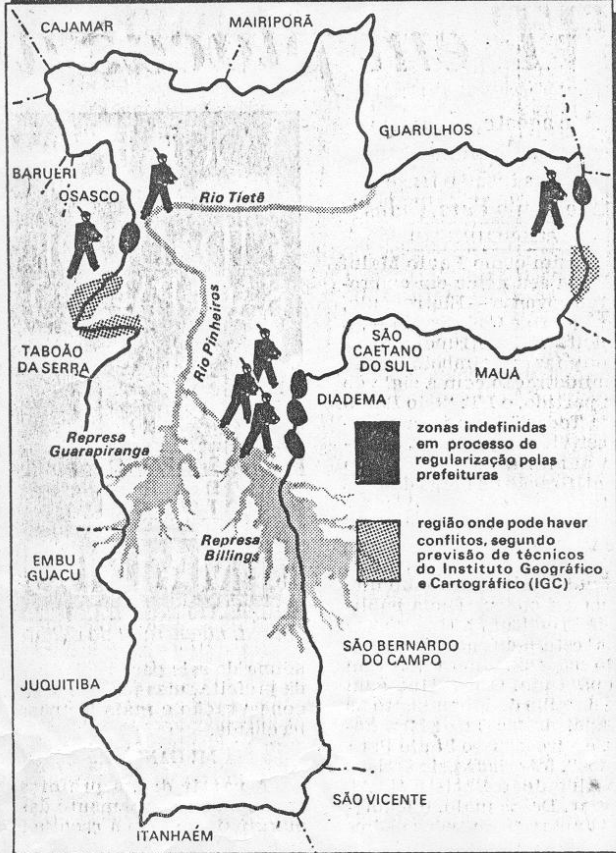 CAJAMAR
MAIRIPORÃ
GUARULHOS
BARUERI
OSASCO
Rio Tietê
Rio Pinheiros
TABOÃO
DA SERRA
SÃO
CAETANO
DO SUL
MAUÁ
DIADEMA
zonas indefinidas
em processo de
regularização pelas
prefeituras
Represa
Guarapiranga
Represa
Billings
região onde pode haver
conflitos, segundo
previsão de técnicos
do Instituto Geográfico
e Cartográfico (IGC)
EMBU
GUACU
SÃO BERNARDO
DO CAMPO
JUQUITIBA
SÃO VICENTE
ITANHAÉM